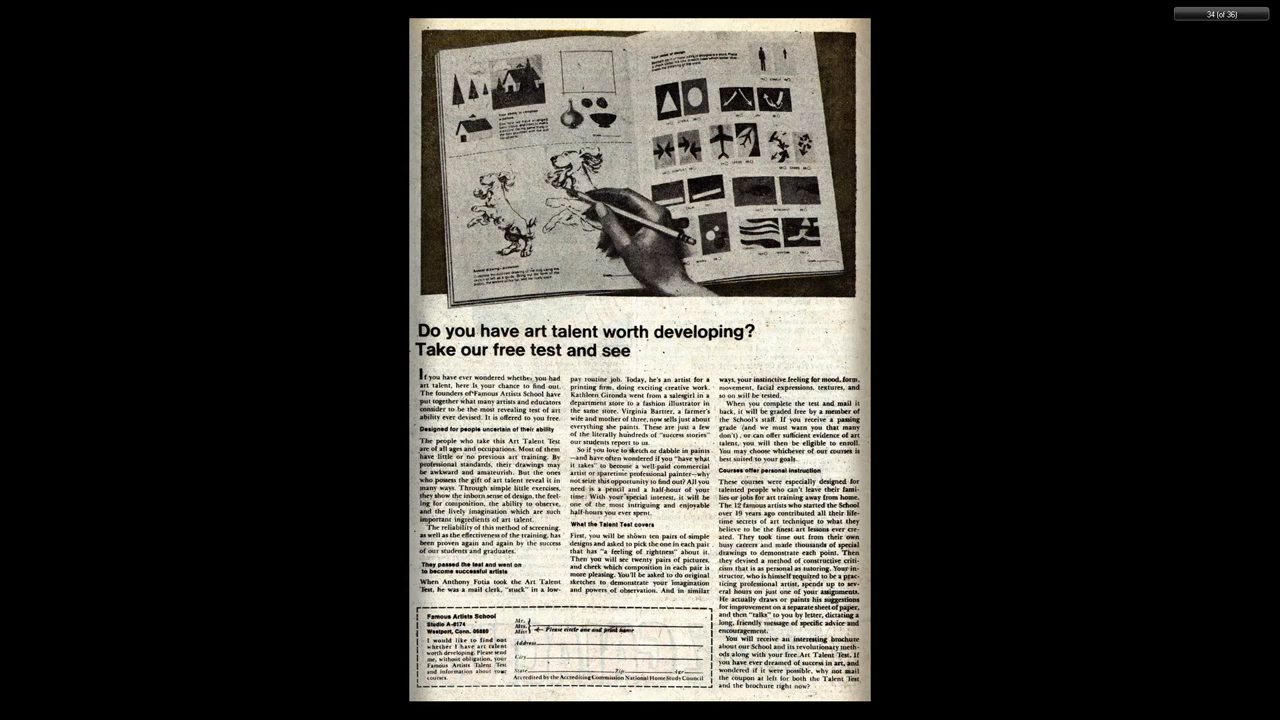 34 (of 36)
Do you have art talent worth developing?
Take our free test and see
If you have ever wondered whether you had
art talent, here is your chance to find out.
The founders of Famous Artists School have
put together what many artists and educators
consider to be the most revealing test of art
ability ever devised. It is offered to you free.
Designed for people uncertain of their ability
The people who take this Art Talent Test
are of all ages and occupations. Most of them
have little or no previous art training. By
professional standards, their drawings may
be awkward and amateurish. But the ones
who possess the gift of art talent reveal it in
many ways. Through simple little exercises,
they show the inborn sense of design, the feel-
ing for composition, the ability to observe,
and the lively imagination which are such
important ingredients of art talent.
The reliability of this method of screening,
as well as the effectiveness of the training, has
been proven again and again by the success
of our students and graduates.
They passed the test and went on
to become successful artists
When Anthony Fotia took the Art Talent
Test, he was a mail clerk, "stuck" in a low-
pay routine job. Today, he's an artist for a
printing firm, doing exciting creative work.
Kathleen Gironda went from a salesgirl in a
department store to a fashion illustrator in
the same store. Virginia Bartter, a farmer's
wife and mother of three, now sells just about
everything she paints. These are just a few
of the literally hundreds of "success stories"
our students report to us.
So if you love to sketch or dabble in paints
—and have often wondered if you "have what
it takes" to become a well-paid commercial
artist or sparetime professional painter—why
not seize this opportunity to find out? All you
need is a pencil and a half-hour of your
time. With your special interest, it will be
one of the most intriguing and enjoyable
half-hours you ever spent.
What the Talent Test covers
First, you will be shown ten pairs of simple
designs and asked to pick the one in each pair
that has "a feeling of rightness" about it.
Then you will see twenty pairs of pictures,
and check which composition in each pair is
more pleasing. You'll be asked to do original
sketches to demonstrate your imagination
and powers of observation. And in similar
ways, your instinctive feeling for mood, form,
movement, facial expressions, textures, and
so on will be tested.
When you complete the test and mail it
back, it will be graded free by a member of
the School's staff. If you receive a passing
grade (and we must warn you that many
don't), or can offer sufficient evidence of art
talent, you will then be eligible to enroll.
You may choose whichever of our courses is
best suited to your goals.
Courses offer personal instruction
These courses were especially designed for
talented people who can't leave their fami-
lies or jobs for art training away from home.
The 12 famous artists who started the School
over 19 years ago contributed all their life-
time secrets of art technique to what they
believe to be the finest art lessons ever cre-
ated. They took time out from their own
busy careers and made thousands of special
drawings to demonstrate each point. Then
they devised a method of constructive criti-
cism that is as personal as tutoring. Your in-
structor, who is himself required to be a prac-
ticing professional artist, spends up to sev-
eral hours on just one of your assignments.
He actually draws or paints his suggestions
for improvement on a separate sheet of paper,
and then "talks" to you by letter, dictating a
long, friendly message of specific advice and
encouragement.
You will receive an interesting brochure
about our School and its revolutionary meth-
ods along with your free Art Talent Test. If
you have ever dreamed of success in art, and
wondered if it were possible, why not mail
the coupon at left for both the Talent Test
and the brochure right now?
Famous Artists School
Studio A-6174
Westport, Conn. 06880
I would like to find out
whether I have art talent
worth developing. Please send
me, without obligation, your
Famous Artists Talent Test
and information about your
courses.
Mr.
Mrs.
Miss
Please circle one and print name
Address
City
State Zip Age
Accredited by the Accrediting Commission National Home Study Council